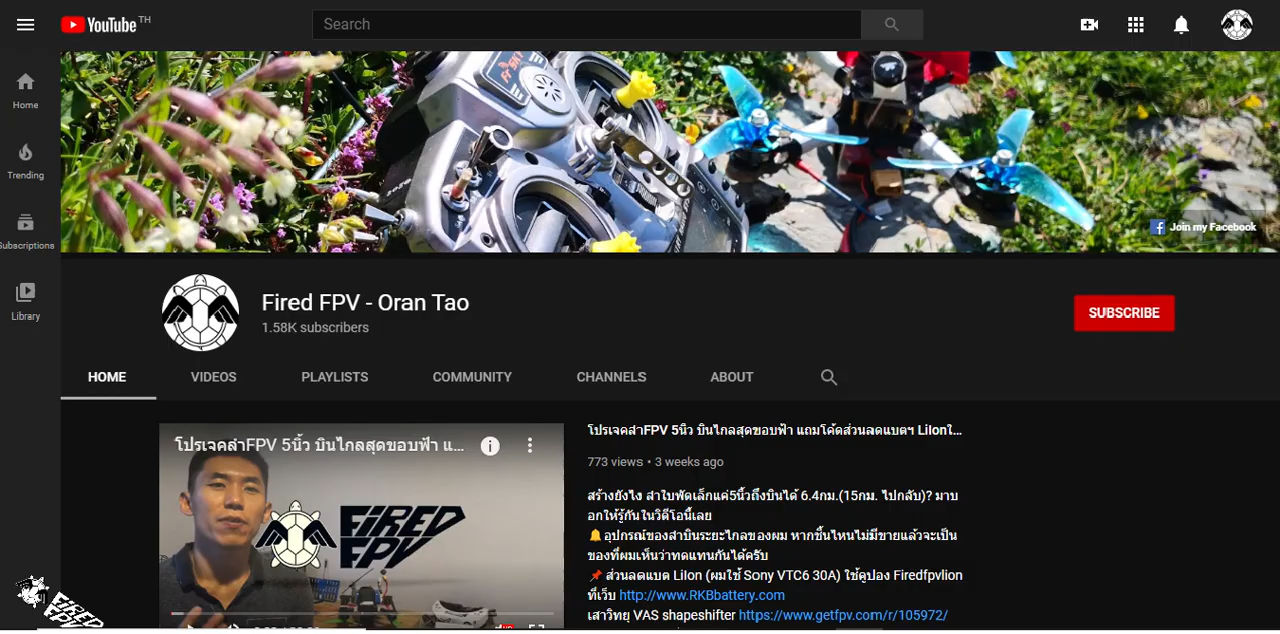 YouTube TH
Search
Home
Trending
Subscriptions
Library
FrSky
Join my Facebook
Fired FPV - Oran Tao
1.58K subscribers
SUBSCRIBE
HOME
VIDEOS
PLAYLISTS
COMMUNITY
CHANNELS
ABOUT
โปรเจคลำFPV 5นิ้ว บินไกลสุดขอบฟ้า แ...
FiRED
FPV
โปรเจคลำFPV 5นิ้ว บินไกลสุดขอบฟ้า แถมโค้ดส่วนลดแบตฯ LiIonใ...
773 views • 3 weeks ago
สร้างยังไง ลำใบพัดเล็กแค่5นิ้วถึงบินได้ 6.4กม.(15กม. ไปกลับ)? มาบ
อกให้รู้กันในวิดีโอนี้เลย
🔔อุปกรณ์ของลำบินระยะไกลของผม หากชิ้นไหนไม่มีขายแล้วจะเป็น
ของที่ผมเห็นว่าทดแทนกันได้ครับ
📌 ส่วนลดแบต LiIon (ผมใช้ Sony VTC6 30A) ใช้คูปอง Firedfpvlion
ที่เว็บ http://www.RKBbattery.com
เสาวิทยุ VAS shapeshifter https://www.getfpv.com/r/105972/
FiRED
FPV